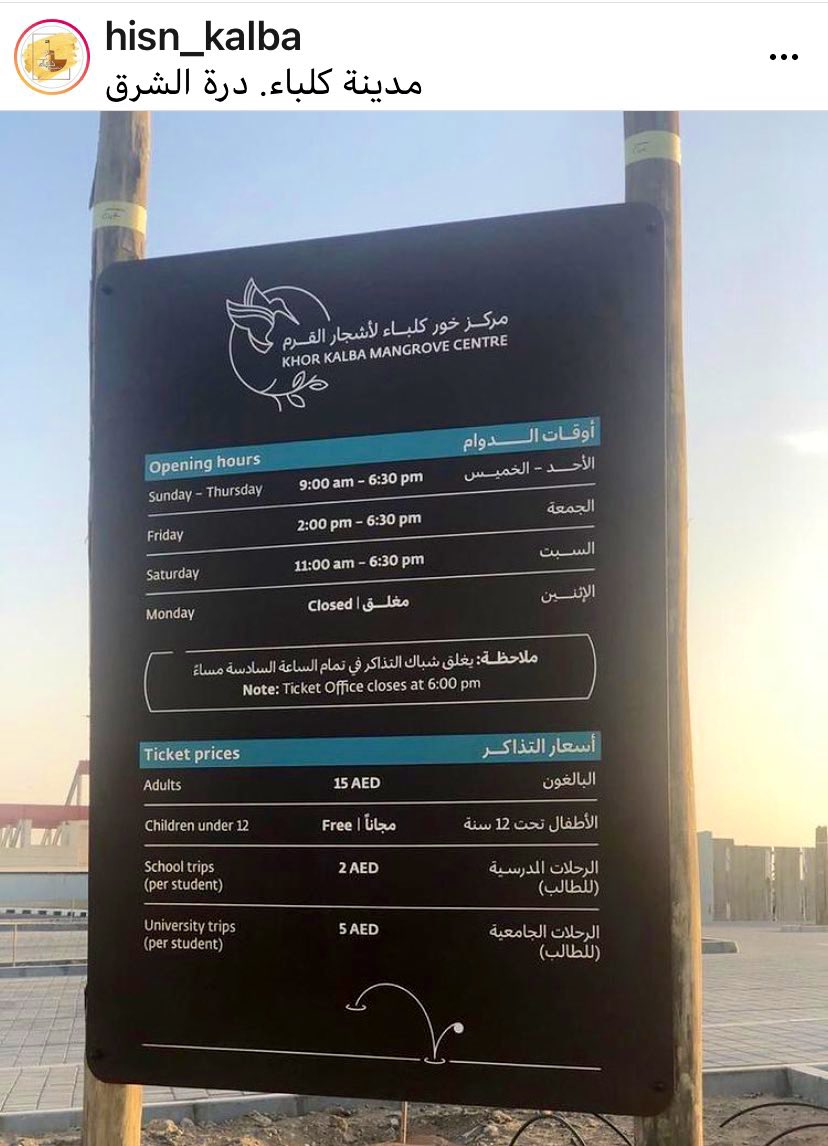 hisn_kalba
مدينة كلباء. درة الشرق
مركز خور كلباء لأشجار القرم
KHOR KALBA MANGROVE CENTRE
Opening hours أوقات الدوام
Sunday – Thursday 9:00 am – 6:30 pm الأحد – الخميس
Friday 2:00 pm – 6:30 pm الجمعة
Saturday 11:00 am – 6:30 pm السبت
Monday Closed | مغلق الإثنين
ملاحظة: يغلق شباك التذاكر في تمام الساعة السادسة مساءً
Note: Ticket Office closes at 6:00 pm
Ticket prices أسعار التذاكر
Adults 15 AED البالغون
Children under 12 Free | مجاناً الأطفال تحت 12 سنة
School trips 2 AED الرحلات المدرسية
(per student) (للطالب)
University trips 5 AED الرحلات الجامعية
(per student) (للطالب)